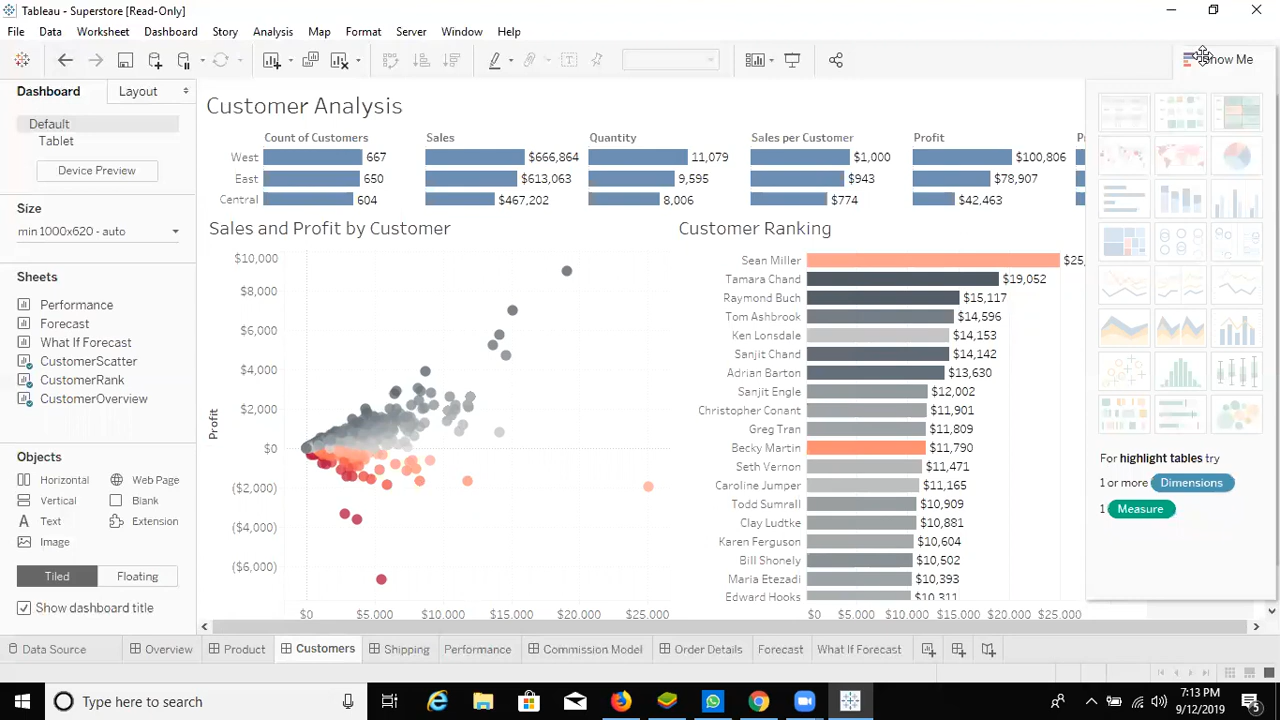 Tableau - Superstore [Read-Only]
File Data Worksheet Dashboard Story Analysis Map Format Server Window Help
Show Me
Dashboard Layout
Default
Tablet
Device Preview
Size
min 1000x620 - auto
Sheets
Performance
Forecast
What If Forecast
CustomerScatter
CustomerRank
CustomerOverview
Objects
Horizontal Web Page
Vertical Blank
Text Extension
Image
Tiled Floating
Show dashboard title
Customer Analysis
Count of Customers Sales Quantity Sales per Customer Profit
West 667 $666,864 11,079 $1,000 $100,806
East 650 $613,063 9,595 $943 $78,907
Central 604 $467,202 8,006 $774 $42,463
Sales and Profit by Customer
$10,000
$8,000
$6,000
$4,000
$2,000
$0
($2,000)
($4,000)
($6,000)
Profit
$0 $5,000 $10,000 $15,000 $20,000 $25,000
Customer Ranking
Sean Miller $25,
Tamara Chand $19,052
Raymond Buch $15,117
Tom Ashbrook $14,596
Ken Lonsdale $14,153
Sanjit Chand $14,142
Adrian Barton $13,630
Sanjit Engle $12,002
Christopher Conant $11,901
Greg Tran $11,809
Becky Martin $11,790
Seth Vernon $11,471
Caroline Jumper $11,165
Todd Sumrall $10,909
Clay Ludtke $10,881
Karen Ferguson $10,604
Bill Shonely $10,502
Maria Etezadi $10,393
Edward Hooks $10,311
$0 $5,000 $10,000 $15,000 $20,000 $25,000
For highlight tables try
1 or more Dimensions
1 Measure
Data Source Overview Product Customers Shipping Performance Commission Model Order Details Forecast What If Forecast
Type here to search
7:13 PM
9/12/2019
5